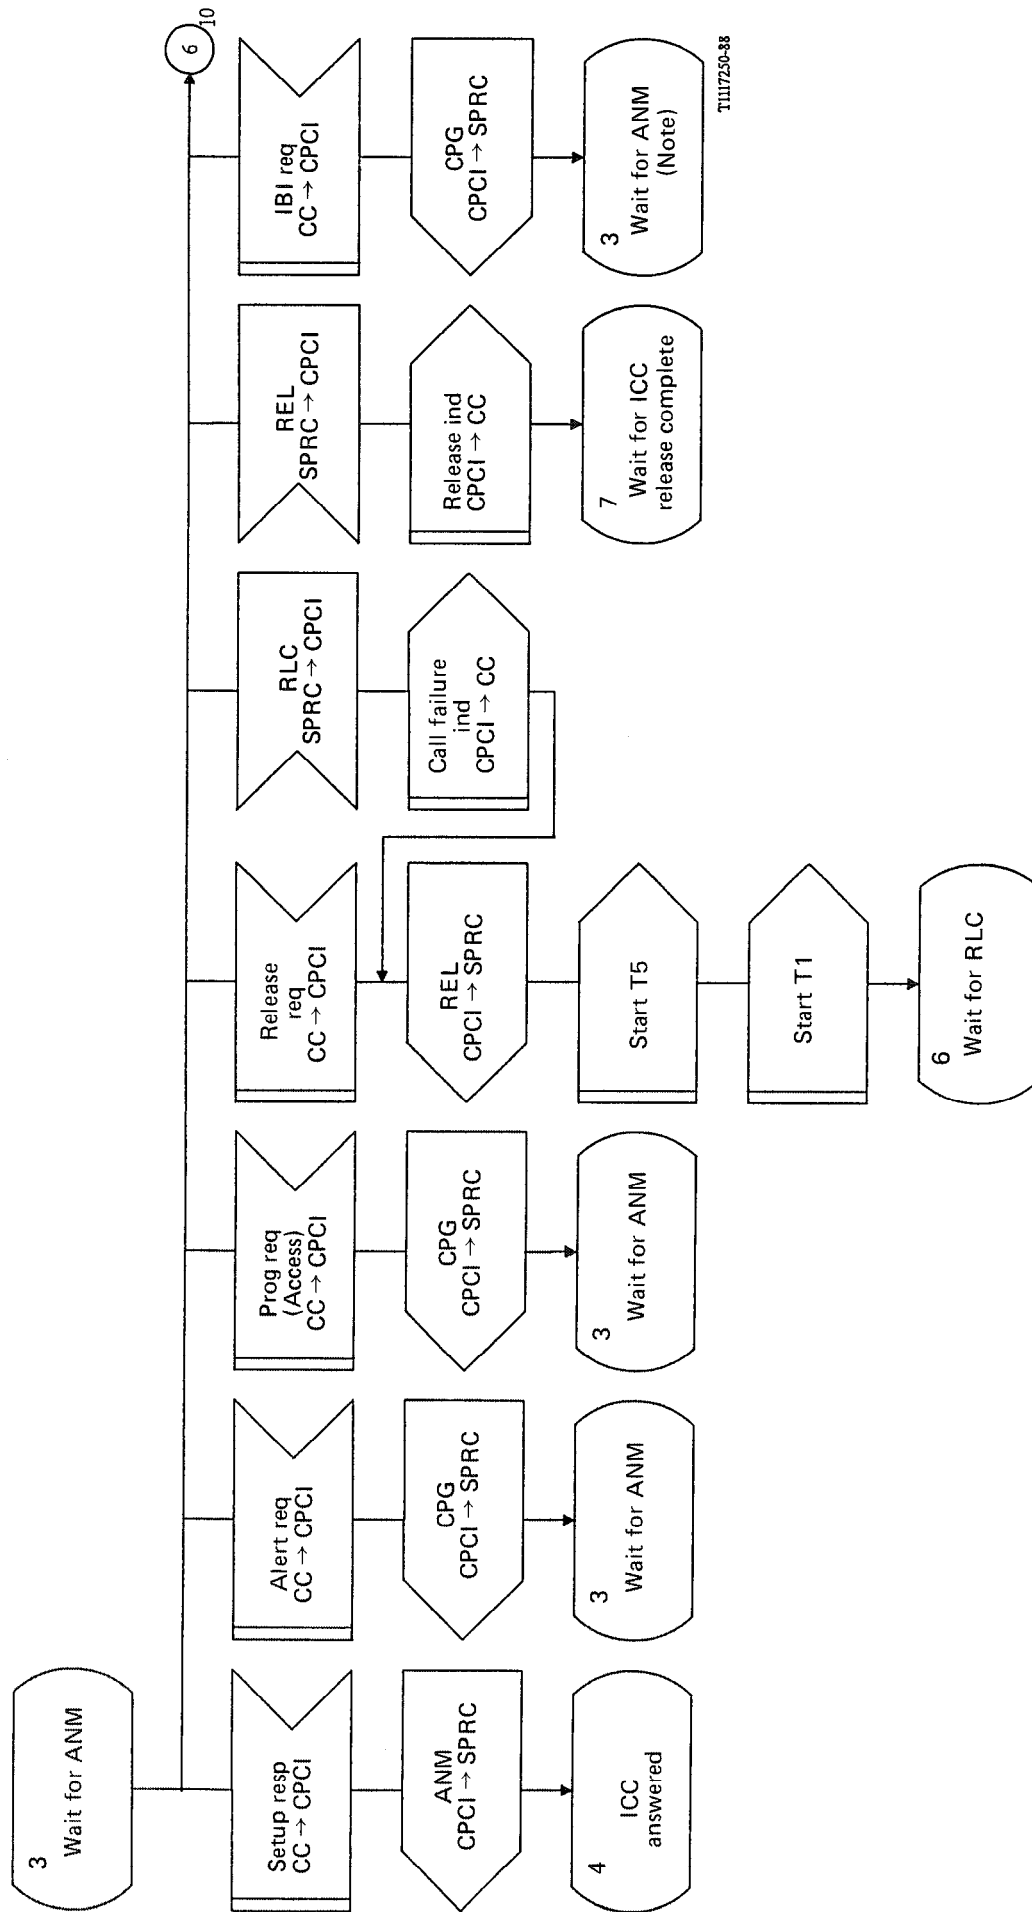 3
Wait for ANM
6
10
Setup resp
CC → CPCI
ANM
CPCI → SPRC
4
ICC
answered
Alert req
CC → CPCI
CPG
CPCI → SPRC
3
Wait for ANM
Prog req
(Access)
CC → CPCI
CPG
CPCI → SPRC
3
Wait for ANM
Release
req
CC → CPCI
REL
CPCI → SPRC
Start T5
Start T1
6
Wait for RLC
RLC
SPRC → CPCI
Call failure
ind
CPCI → CC
REL
SPRC → CPCI
Release ind
CPCI → CC
7
Wait for ICC
release complete
IBI req
CC → CPCI
CPG
CPCI → SPRC
3
Wait for ANM
(Note)
T1117250-88